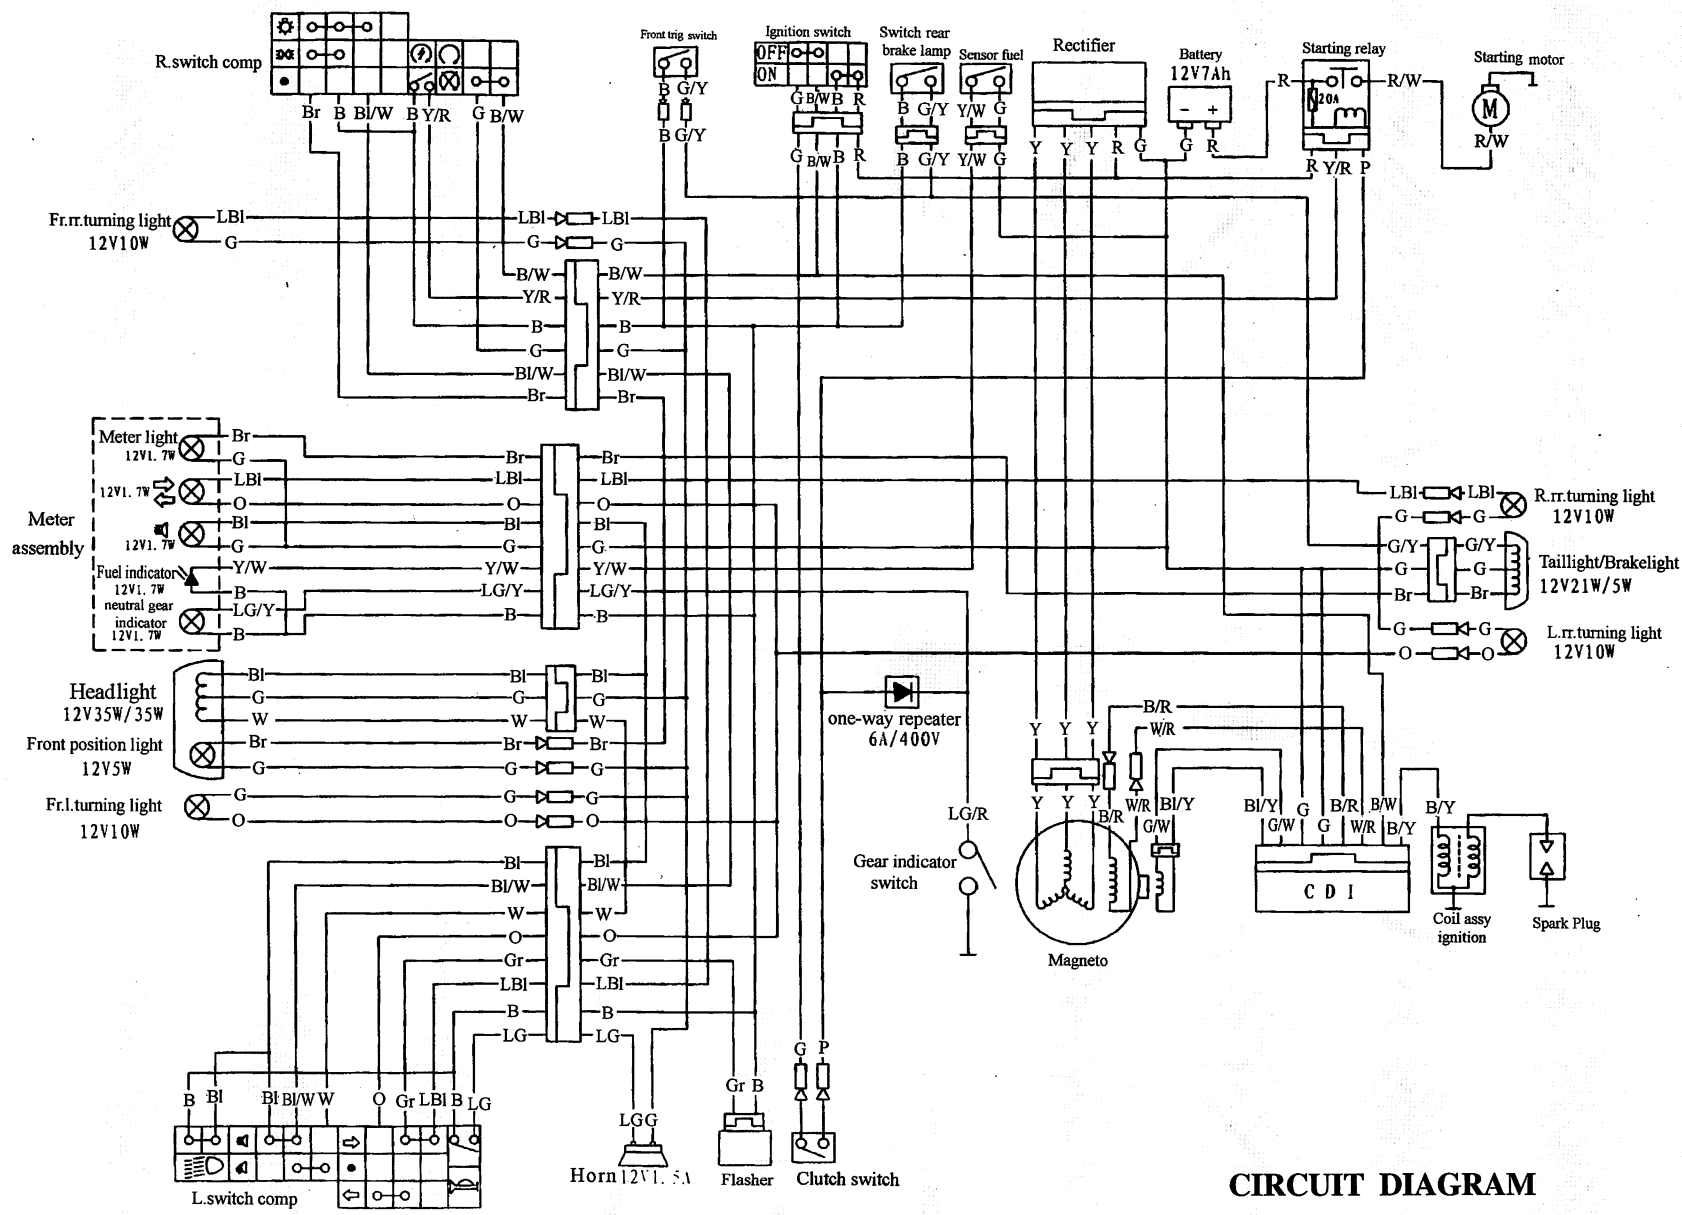 R.switch comp
Front trig switch
Ignition switch
OFF
ON
Switch rear
brake lamp
Sensor fuel
Rectifier
Battery
12V7Ah
- +
Starting relay
20A
Starting motor
M
Br B Bl/W B Y/R G B/W
B G/Y
B G/Y
G B/W B R
G B/W B R
B G/Y
B G/Y
Y/W G
Y/W G
Y Y Y R G
G R
R R/W
R Y/R P
R/W
Fr.rr.turning light
12V10W
LBl LBl LBl
G G G
B/W B/W
Y/R Y/R
B B
G G
Bl/W Bl/W
Br Br
Meter
assembly
Meter light
12V1.7W
12V1.7W
12V1.7W
Fuel indicator
12V1.7W
neutral gear
indicator
12V1.7W
Br Br Br
G
LBl LBl LBl
O O O
Bl Bl Bl
G G G
Y/W Y/W Y/W
B
LG/Y LG/Y LG/Y
B B B
LBl LBl
G G
R.rr.turning light
12V10W
G/Y G/Y
G G
Br Br
Taillight/Brakelight
12V21W/5W
G G
O O
L.rr.turning light
12V10W
Headlight
12V35W/35W
Front position light
12V5W
Fr.l.turning light
12V10W
Bl Bl Bl
G G G
W W W
Br Br Br
G G G
G G G
O O O
one-way repeater
6A/400V
LG/R
Gear indicator
switch
Y Y Y
Y Y Y
B/R
W/R
B/R W/R G/W Bl/Y
Magneto
Bl/Y G/W G G B/R W/R B/W B/Y
C D I
B/Y
Coil assy
ignition
Spark Plug
Bl Bl
Bl/W Bl/W
W W
O O
Gr Gr
LBl LBl
B B
LG LG
B Bl Bl Bl/W W O Gr LBl B LG
L.switch comp
LG G
Horn 12V1.5A
Gr B
Flasher
G P
Clutch switch
CIRCUIT DIAGRAM